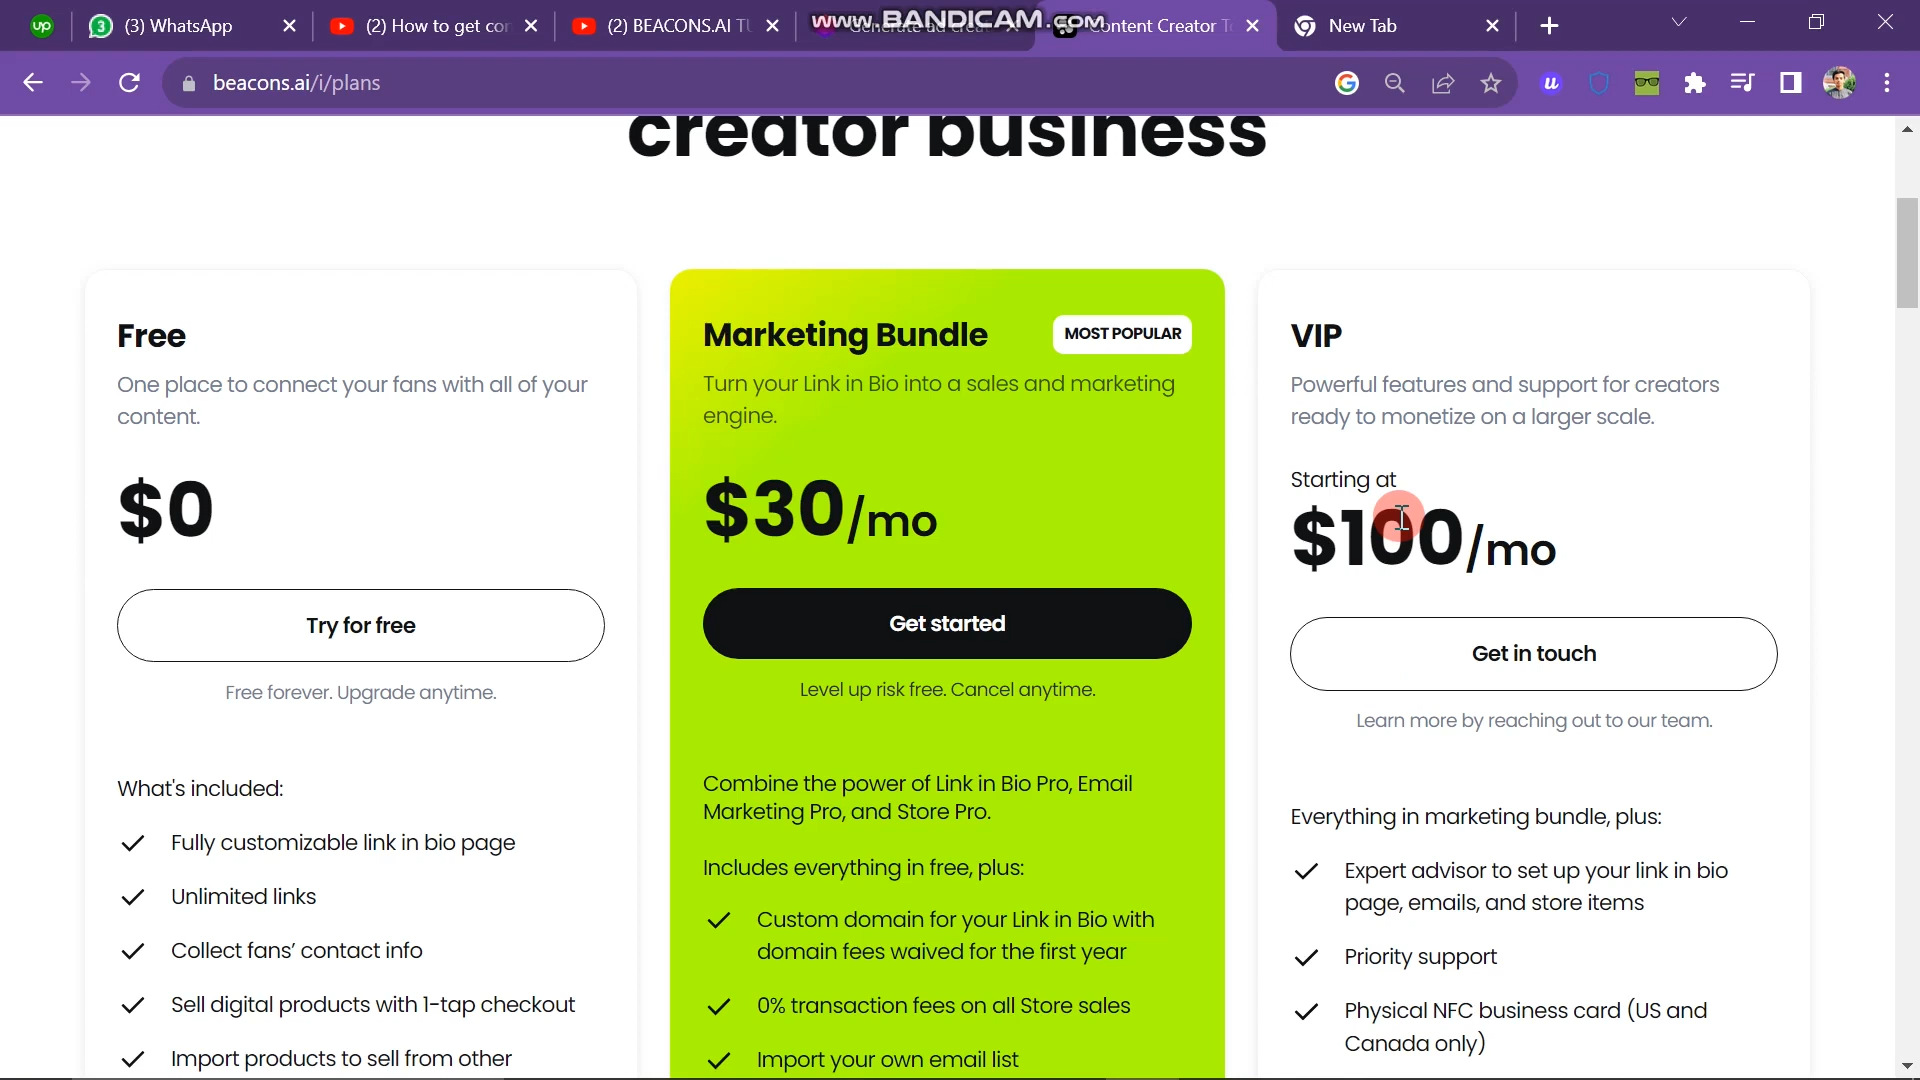 (3) WhatsApp
(2) How to get co
(2) BEACONS.AI TU
www.BANDICAM.COM
Content Creator T
New Tab
beacons.ai/i/plans
creator business
Free
One place to connect your fans with all of your
content.
$0
Try for free
Free forever. Upgrade anytime.
What's included:
Fully customizable link in bio page
Unlimited links
Collect fans’ contact info
Sell digital products with 1-tap checkout
Import products to sell from other
Marketing Bundle
MOST POPULAR
Turn your Link in Bio into a sales and marketing
engine.
$30/mo
Get started
Level up risk free. Cancel anytime.
Combine the power of Link in Bio Pro, Email
Marketing Pro, and Store Pro.
Includes everything in free, plus:
Custom domain for your Link in Bio with
domain fees waived for the first year
0% transaction fees on all Store sales
Import your own email list
VIP
Powerful features and support for creators
ready to monetize on a larger scale.
Starting at
$100/mo
Get in touch
Learn more by reaching out to our team.
Everything in marketing bundle, plus:
Expert advisor to set up your link in bio
page, emails, and store items
Priority support
Physical NFC business card (US and
Canada only)